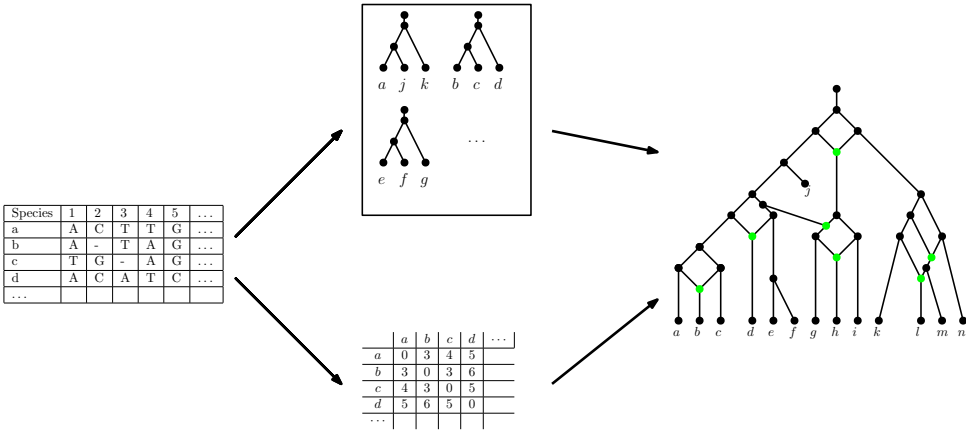 Species 1 2 3 4 5 ...
a A C T T G ...
b A - T A G ...
c T G - A G ...
d A C A T C ...
...
a j k b c d
e f g ...
a b c d ...
a 0 3 4 5
b 3 0 3 6
c 4 3 0 5
d 5 6 5 0
...
j
a b c d e f g h i k l m n